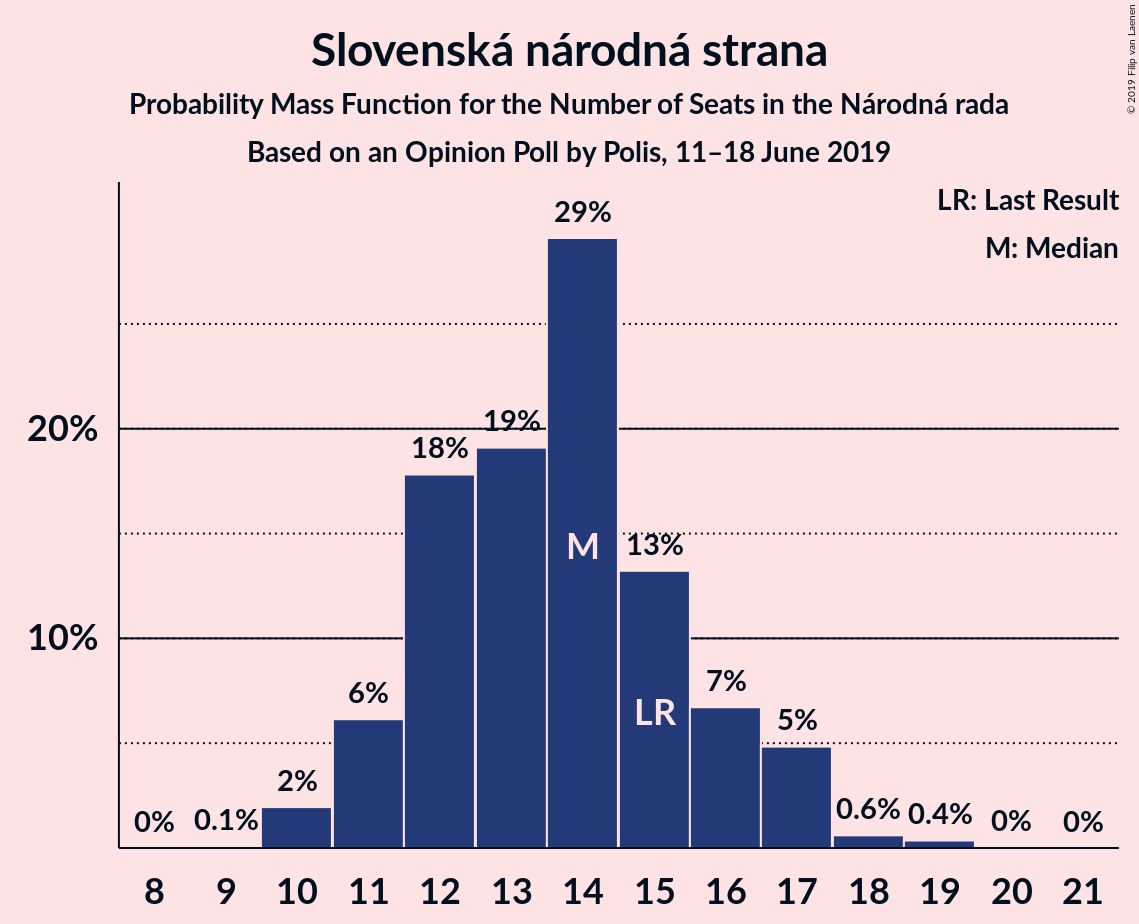 Slovenská národná strana
Probability Mass Function for the Number of Seats in the Národná rada
Based on an Opinion Poll by Polis, 11–18 June 2019
© 2019 Filip van Laenen
LR: Last Result
M: Median
20%
10%
0%
0.1%
2%
6%
18%
19%
29%
13%
7%
5%
0.6%
0.4%
0%
0%
M
LR
8 9 10 11 12 13 14 15 16 17 18 19 20 21